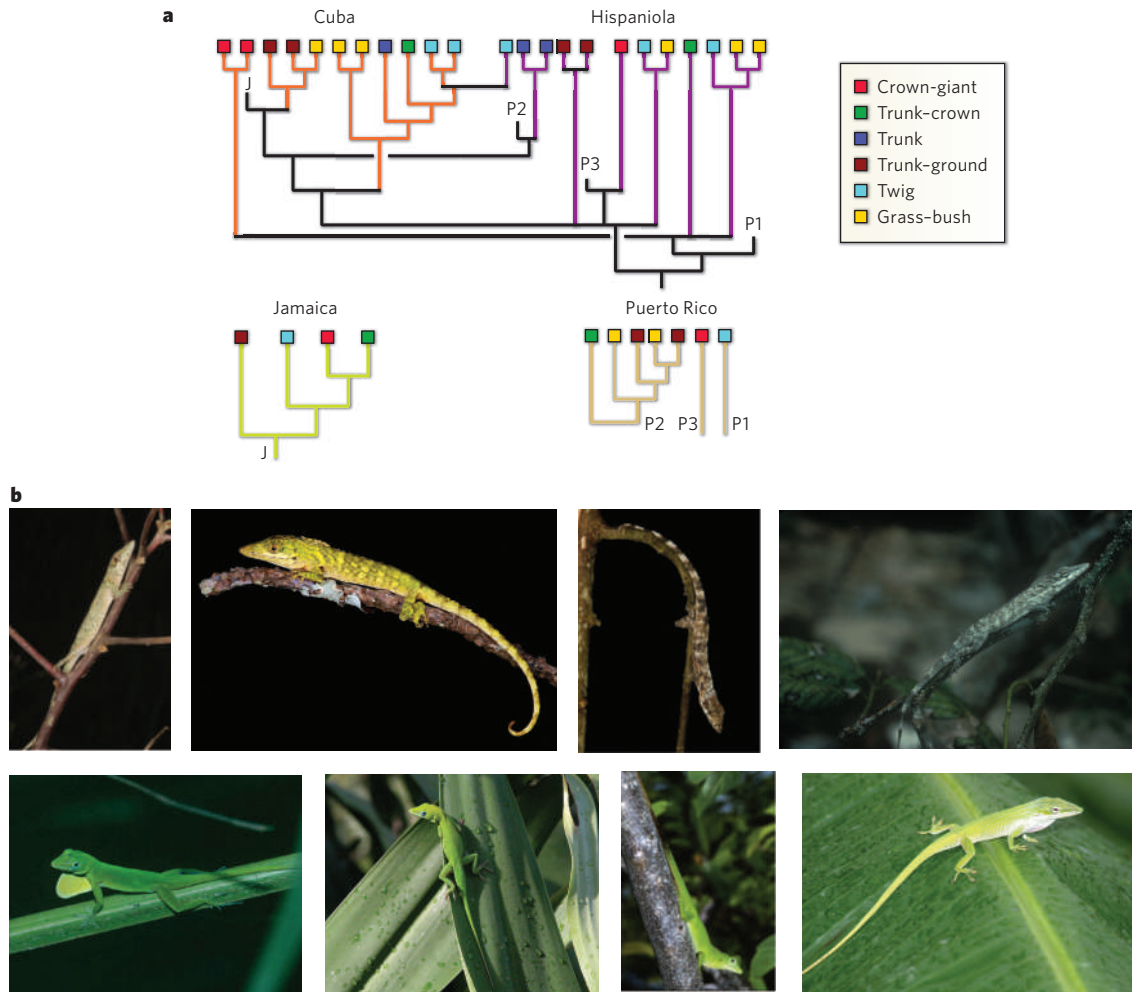 a
Cuba
Hispaniola
J
P2
P3
P1
Crown-giant
Trunk-crown
Trunk
Trunk-ground
Twig
Grass-bush
Jamaica
Puerto Rico
J
P2
P3
P1
b